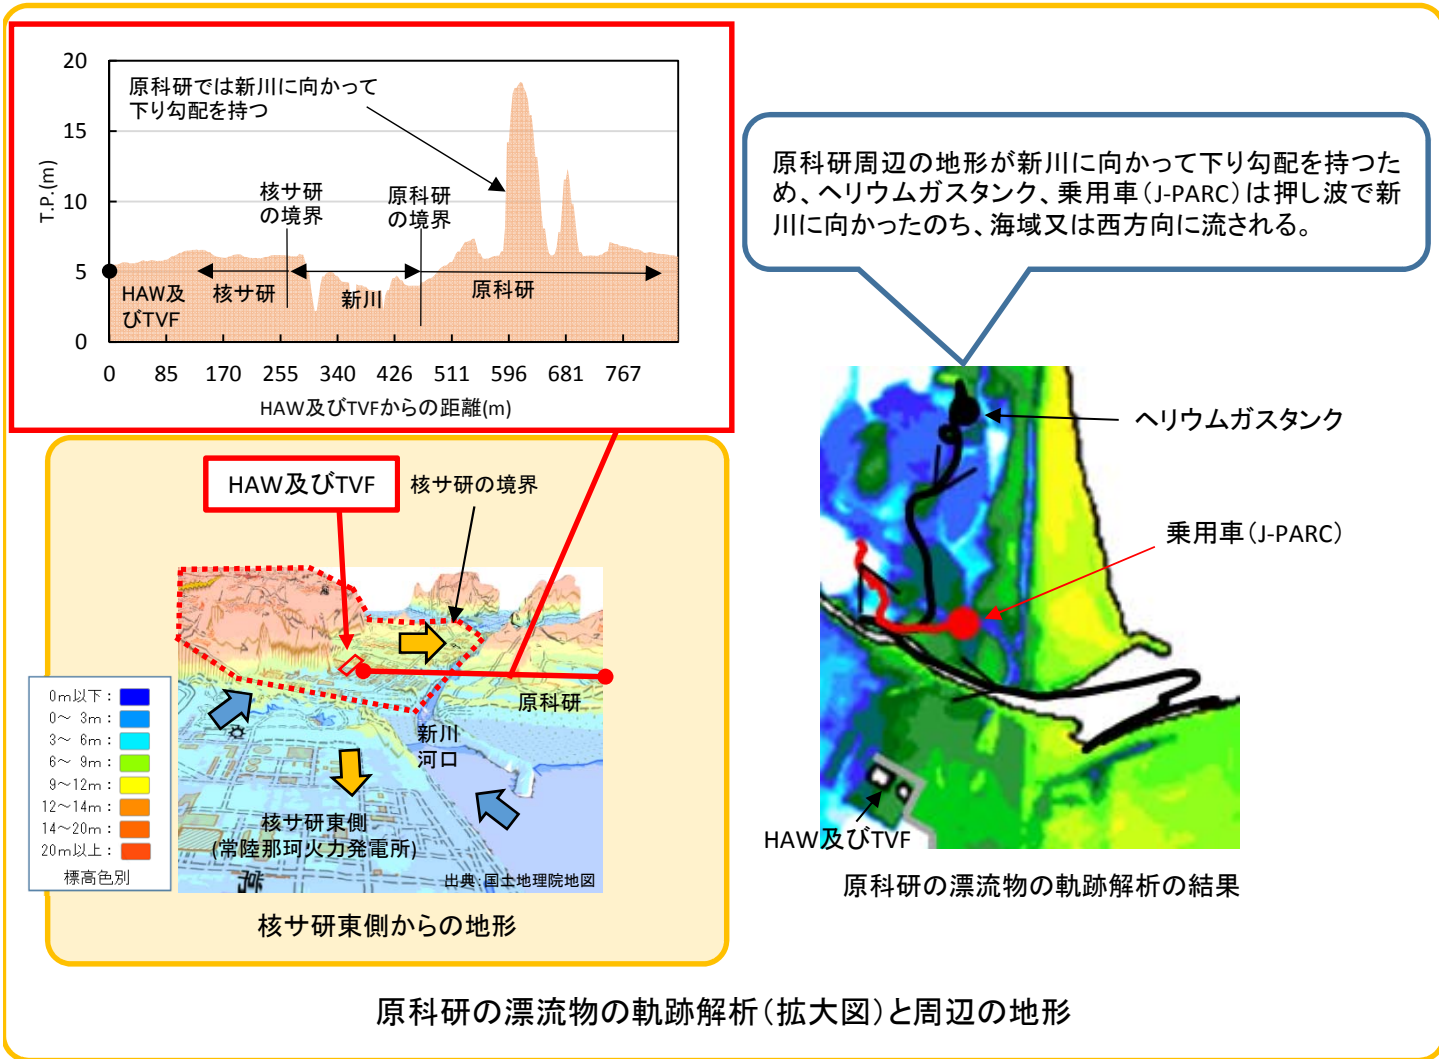 20
15
10
5
0
T.P.(m)
原科研では新川に向かって
下り勾配を持つ
核サ研
の境界
原科研
の境界
HAW及
びTVF
核サ研
新川
原科研
0 85 170 255 340 426 511 596 681 767
HAW及びTVFからの距離(m)
原科研周辺の地形が新川に向かって下り勾配を持つた
め、ヘリウムガスタンク、乗用車(J-PARC)は押し波で新
川に向かったのち、海域又は西方向に流される。
ヘリウムガスタンク
乗用車(J-PARC)
HAW及びTVF
原科研の漂流物の軌跡解析の結果
HAW及びTVF
核サ研の境界
原科研
新川
河口
核サ研東側
(常陸那珂火力発電所)
出典:国土地理院地図
0m以下:
0~ 3m:
3~ 6m:
6~ 9m:
9~12m:
12~14m:
14~20m:
20m以上:
標高色別
核サ研東側からの地形
原科研の漂流物の軌跡解析(拡大図)と周辺の地形